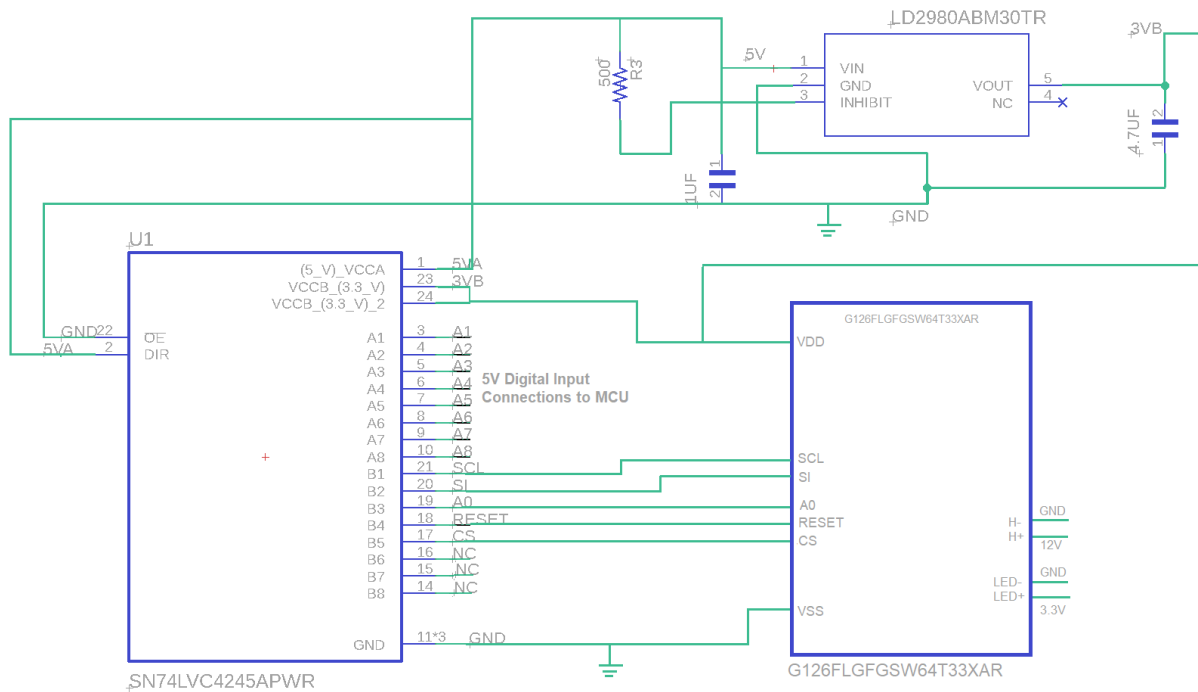 LD2980ABM30TR
3VB
5V
1
VIN
2
GND
3
INHIBIT
VOUT
5
NC
4
500
R3
4.7UF
2
1
1UF
1
2
GND
U1
(5_V)_VCCA
1
5VA
VCCB_(3.3_V)
23
3VB
VCCB_(3.3_V)_2
24
GND
22
OE
5VA
2
DIR
A1
3
A1
A2
4
A2
A3
5
A3
A4
6
A4
A5
7
A5
A6
8
A6
A7
9
A7
A8
10
A8
B1
21
SCL
B2
20
SI
B3
19
A0
B4
18
RESET
B5
17
CS
B6
16
NC
B7
15
NC
B8
14
NC
GND
11*3
GND
SN74LVC4245APWR
5V Digital Input
Connections to MCU
G126FLGFGSW64T33XAR
VDD
SCL
SI
A0
RESET
CS
VSS
H-
GND
H+
12V
LED-
GND
LED+
3.3V
G126FLGFGSW64T33XAR